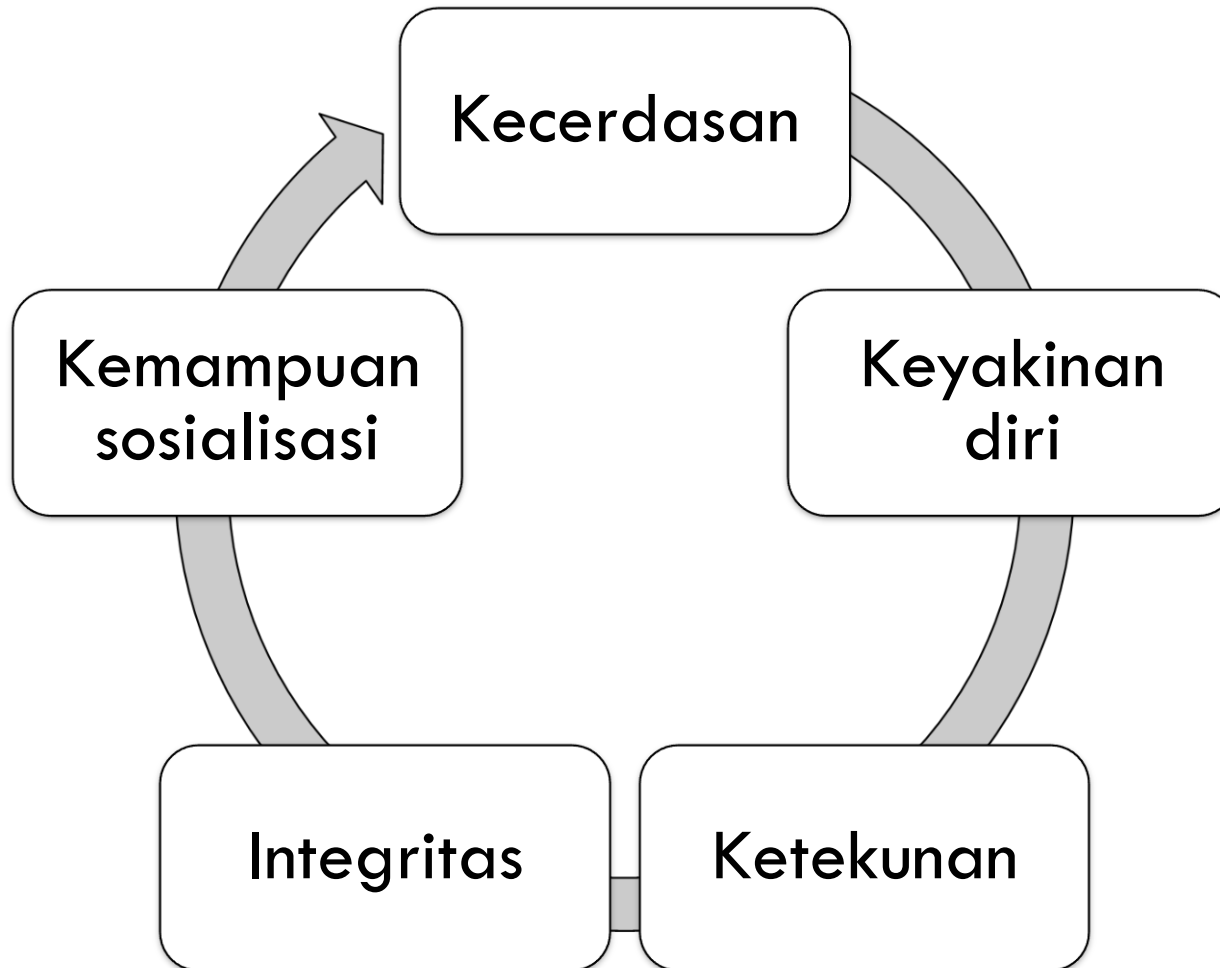 Kecerdasan
Keyakinan
diri
Ketekunan
Integritas
Kemampuan
sosialisasi